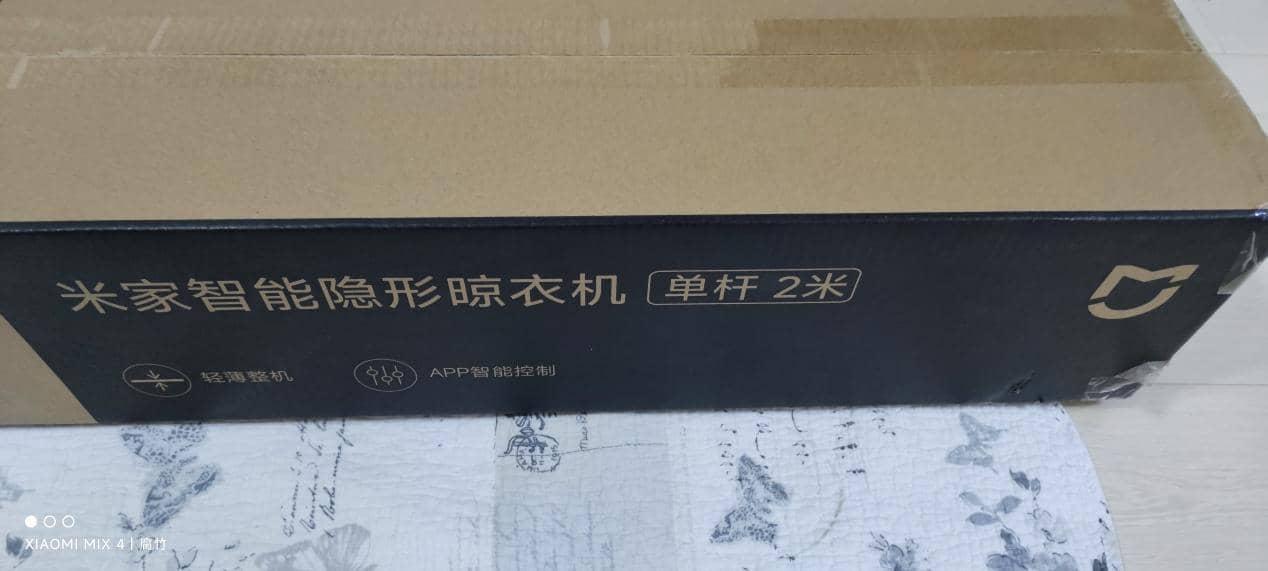 米家智能隐形晾衣机 单杆 2米
轻薄整机 APP智能控制
XIAOMI MIX 4 | 腐竹